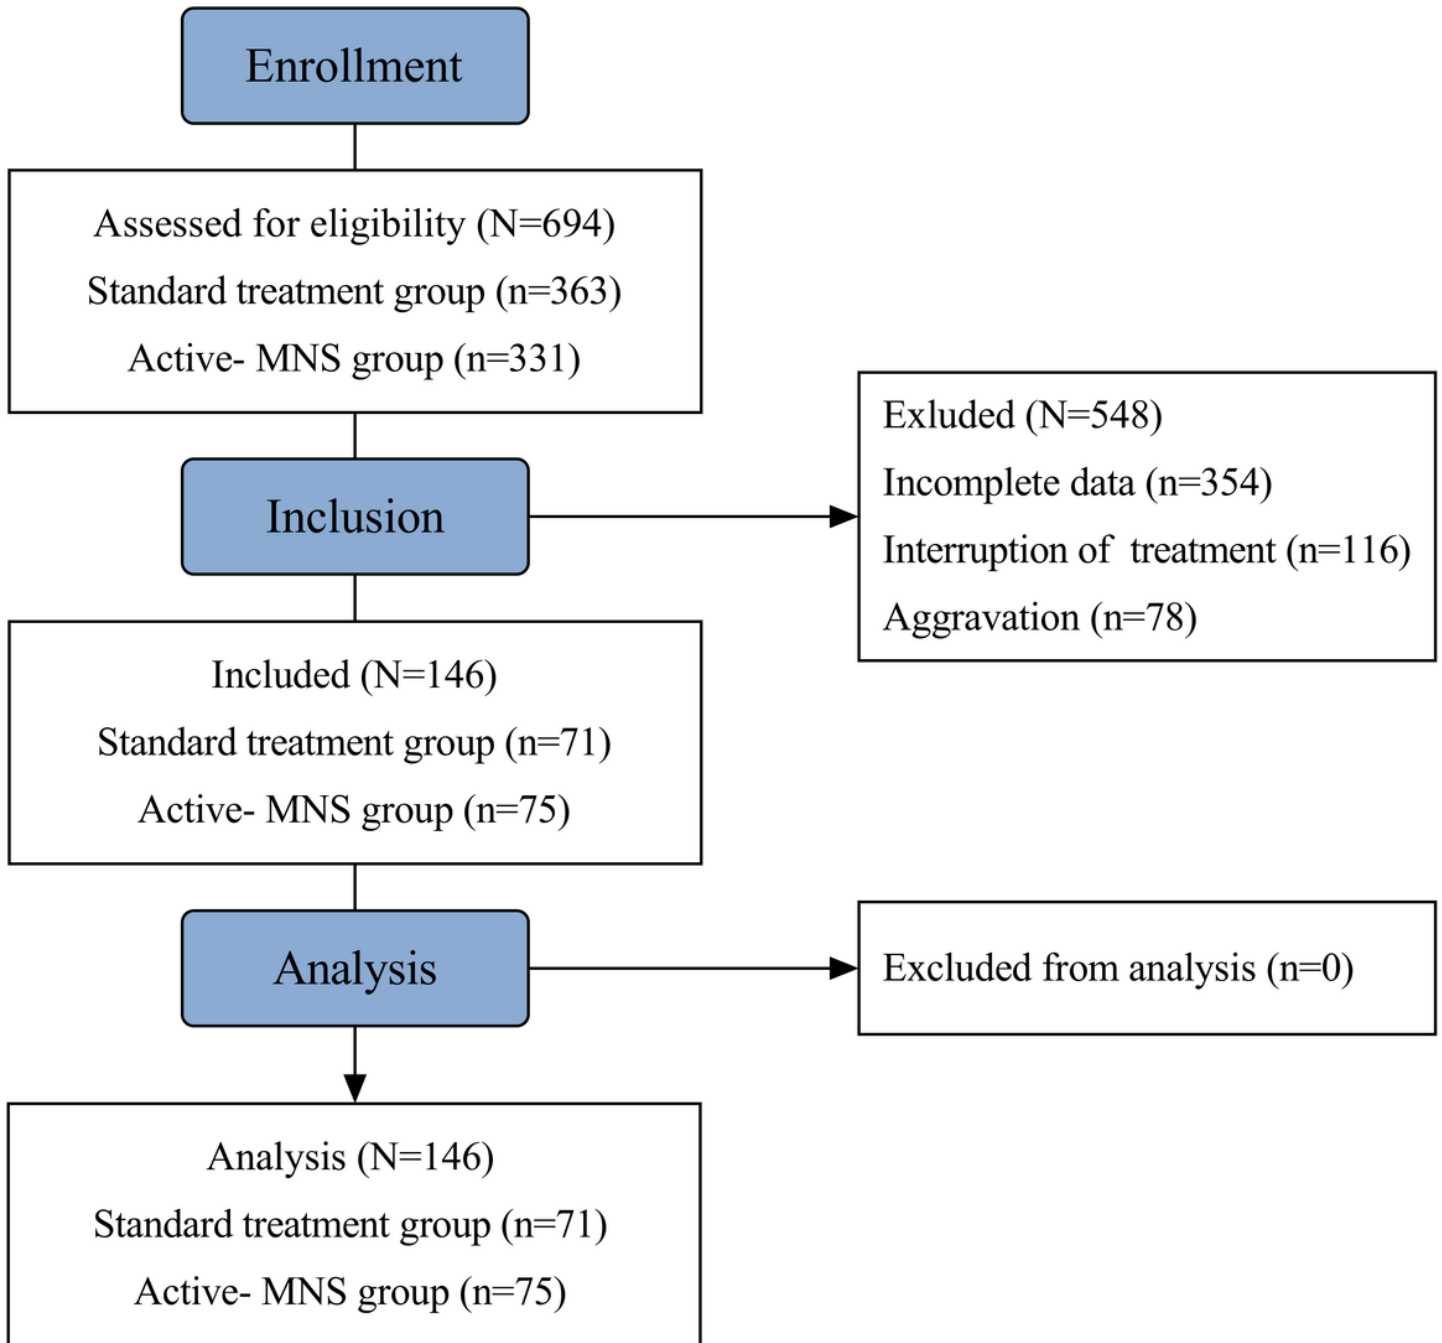 Enrollment
Assessed for eligibility (N=694)
Standard treatment group (n=363)
Active- MNS group (n=331)
Exluded (N=548)
Incomplete data (n=354)
Interruption of  treatment (n=116)
Aggravation (n=78)
Inclusion
Included (N=146)
Standard treatment group (n=71)
Active- MNS group (n=75)
Analysis
Excluded from analysis (n=0)
Analysis (N=146)
Standard treatment group (n=71)
Active- MNS group (n=75)